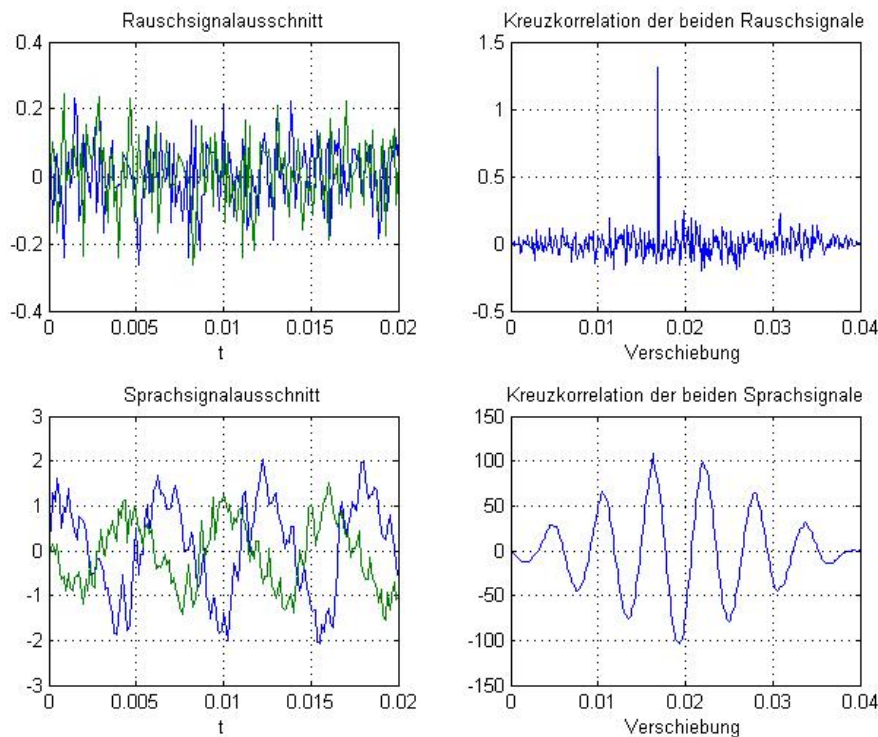 Rauschsignalausschnitt
0.4
0.2
0
-0.2
-0.4
0 0.005 0.01 0.015 0.02
t
Kreuzkorrelation der beiden Rauschsignale
1.5
1
0.5
0
-0.5
0 0.01 0.02 0.03 0.04
Verschiebung
Sprachsignalausschnitt
3
2
1
0
-1
-2
-3
0 0.005 0.01 0.015 0.02
t
Kreuzkorrelation der beiden Sprachsignale
150
100
50
0
-50
-100
-150
0 0.01 0.02 0.03 0.04
Verschiebung